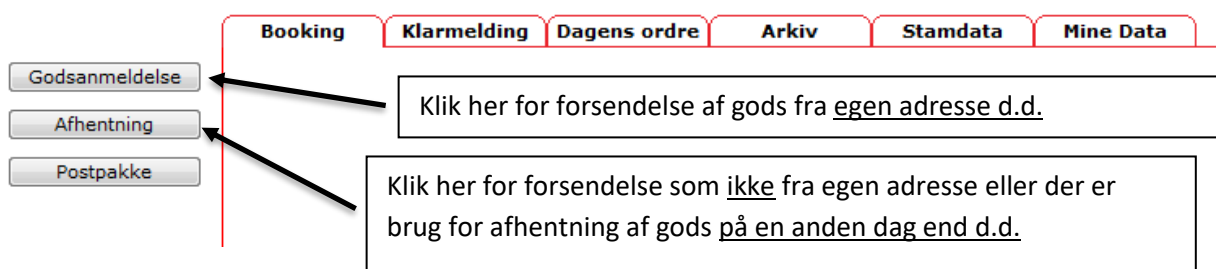 Booking Klarmelding Dagens ordre Arkiv Stamdata Mine Data
Godsanmeldelse
Klik her for forsendelse af gods fra egen adresse d.d.
Afhentning
Postpakke
Klik her for forsendelse som ikke fra egen adresse eller der er
brug for afhentning af gods på en anden dag end d.d.